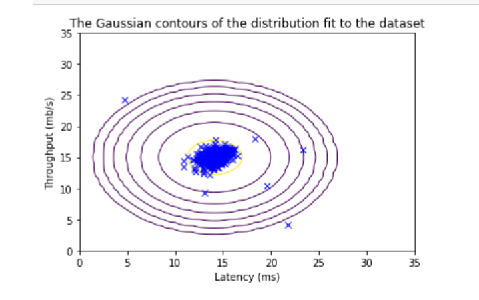 The Gaussian contours of the distribution fit to the dataset
35
30
25
20
15
10
5
0
Throughput (mb/s)
0 5 10 15 20 25 30 35
Latency (ms)